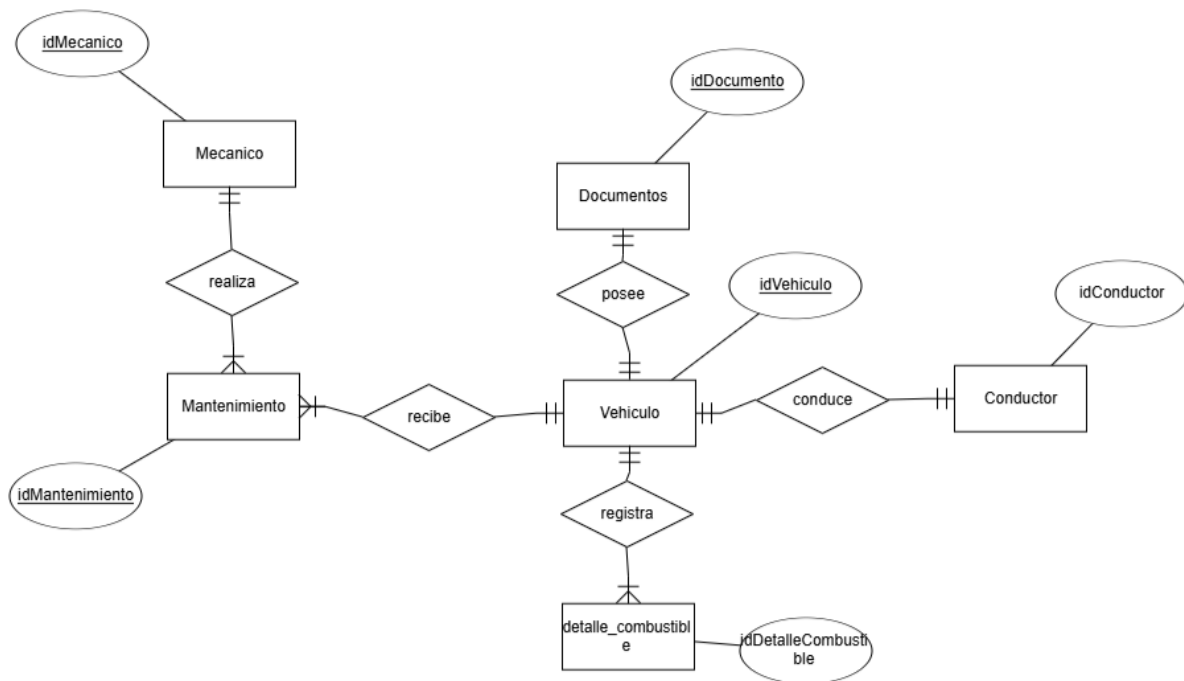 idMecanico
idDocumento
Mecanico
Documentos
realiza
posee
idVehiculo
idConductor
Mantenimiento
recibe
Vehiculo
conduce
Conductor
idMantenimiento
registra
detalle_combustibl
e
idDetalleCombusti
ble